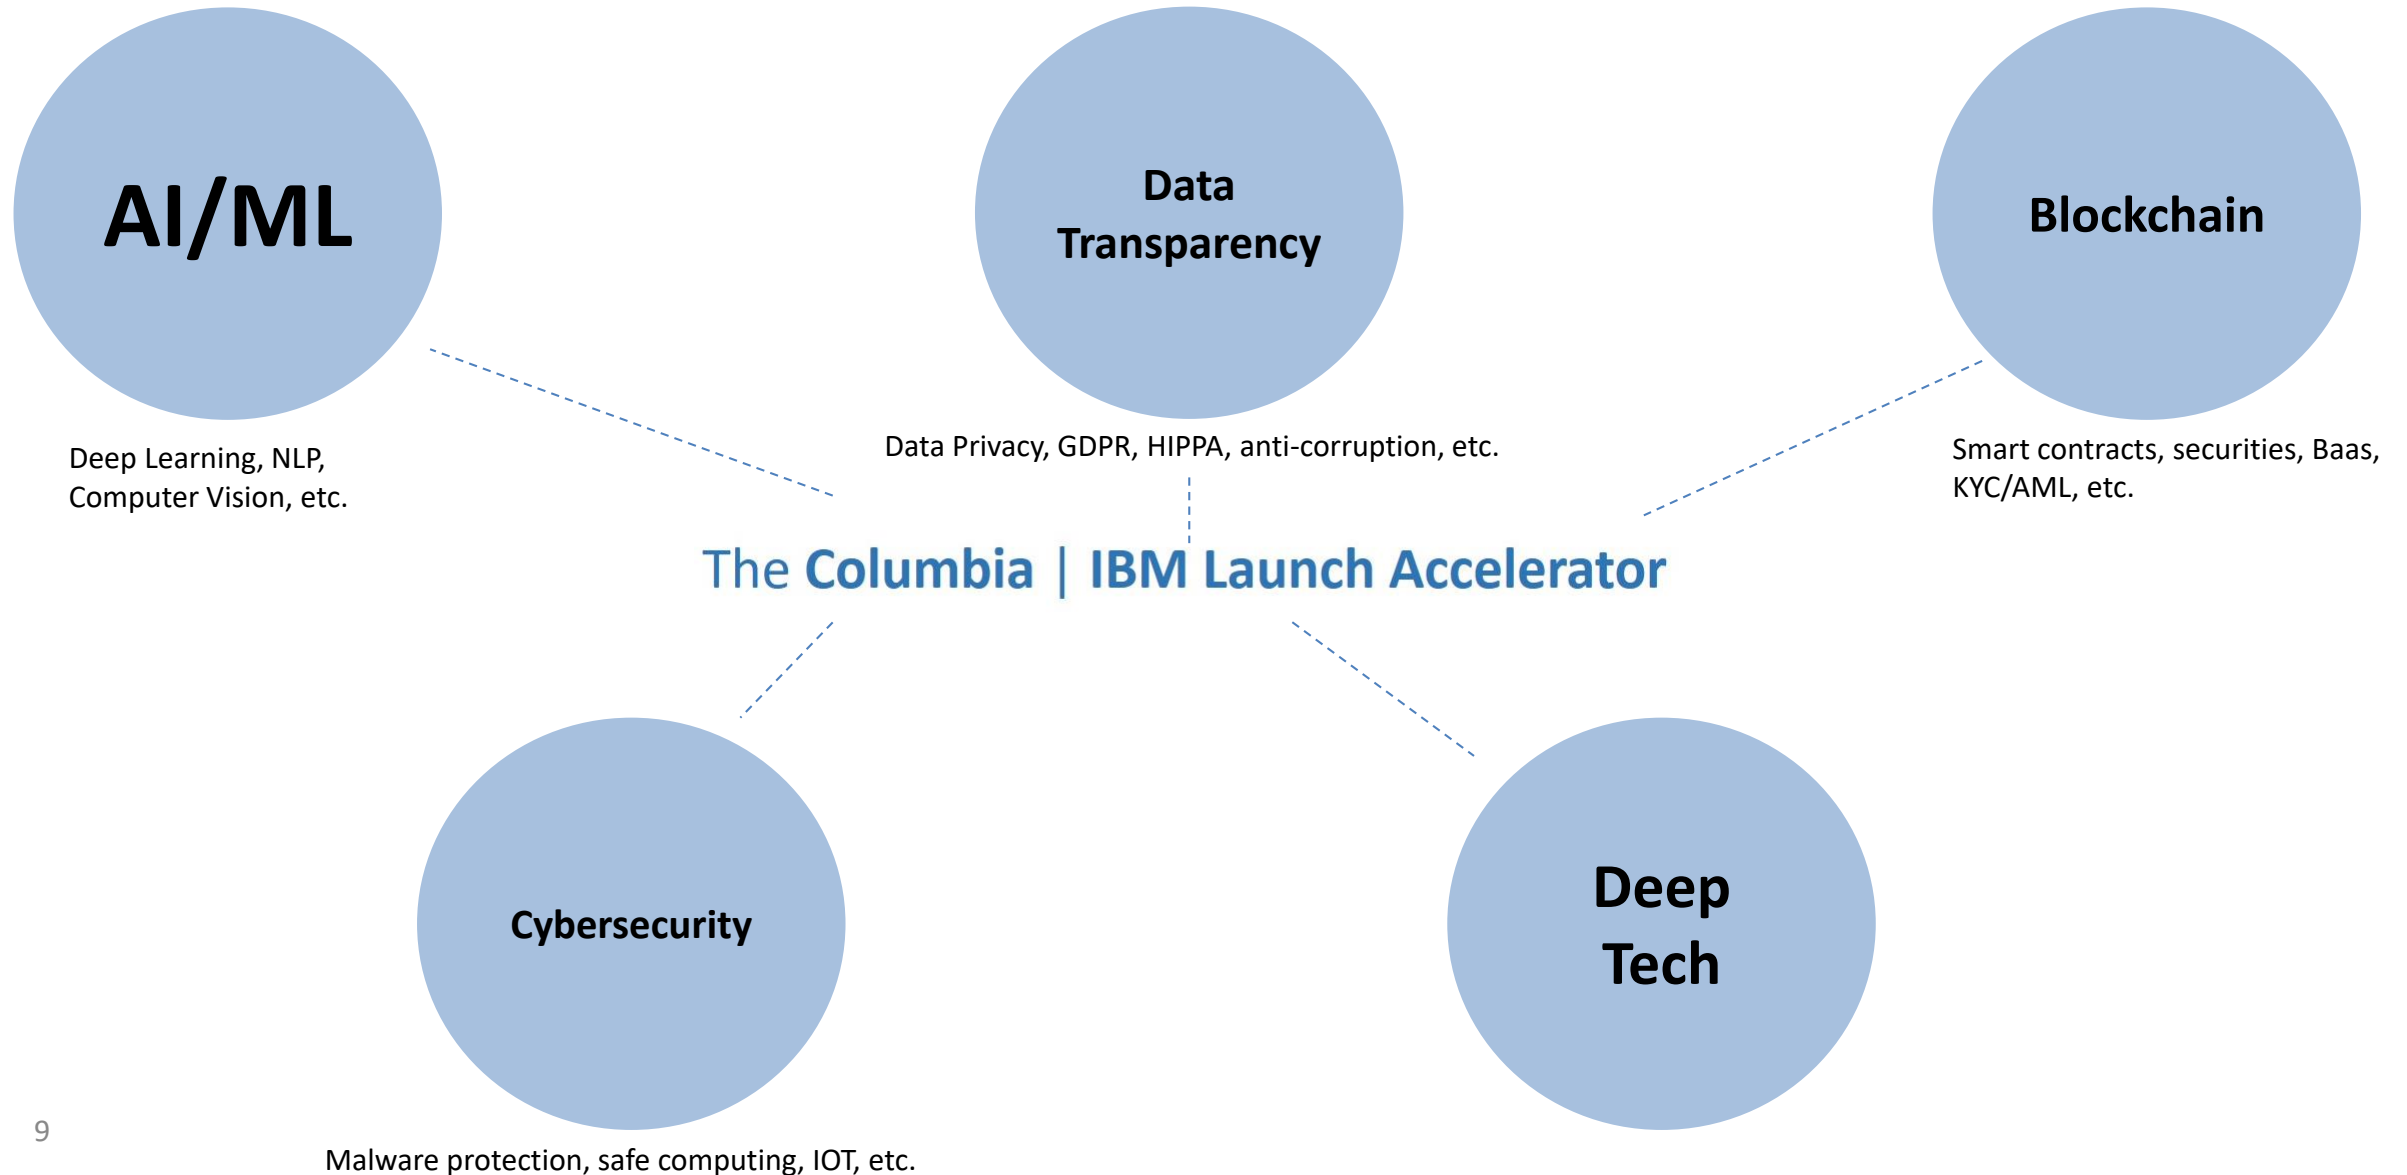 AI/ML
Data
Transparency
Blockchain
Deep Learning, NLP,
Computer Vision, etc.
Data Privacy, GDPR, HIPPA, anti-corruption, etc.
Smart contracts, securities, Baas,
KYC/AML, etc.
The Columbia | IBM Launch Accelerator
Cybersecurity
Deep
Tech
Malware protection, safe computing, IOT, etc.
9